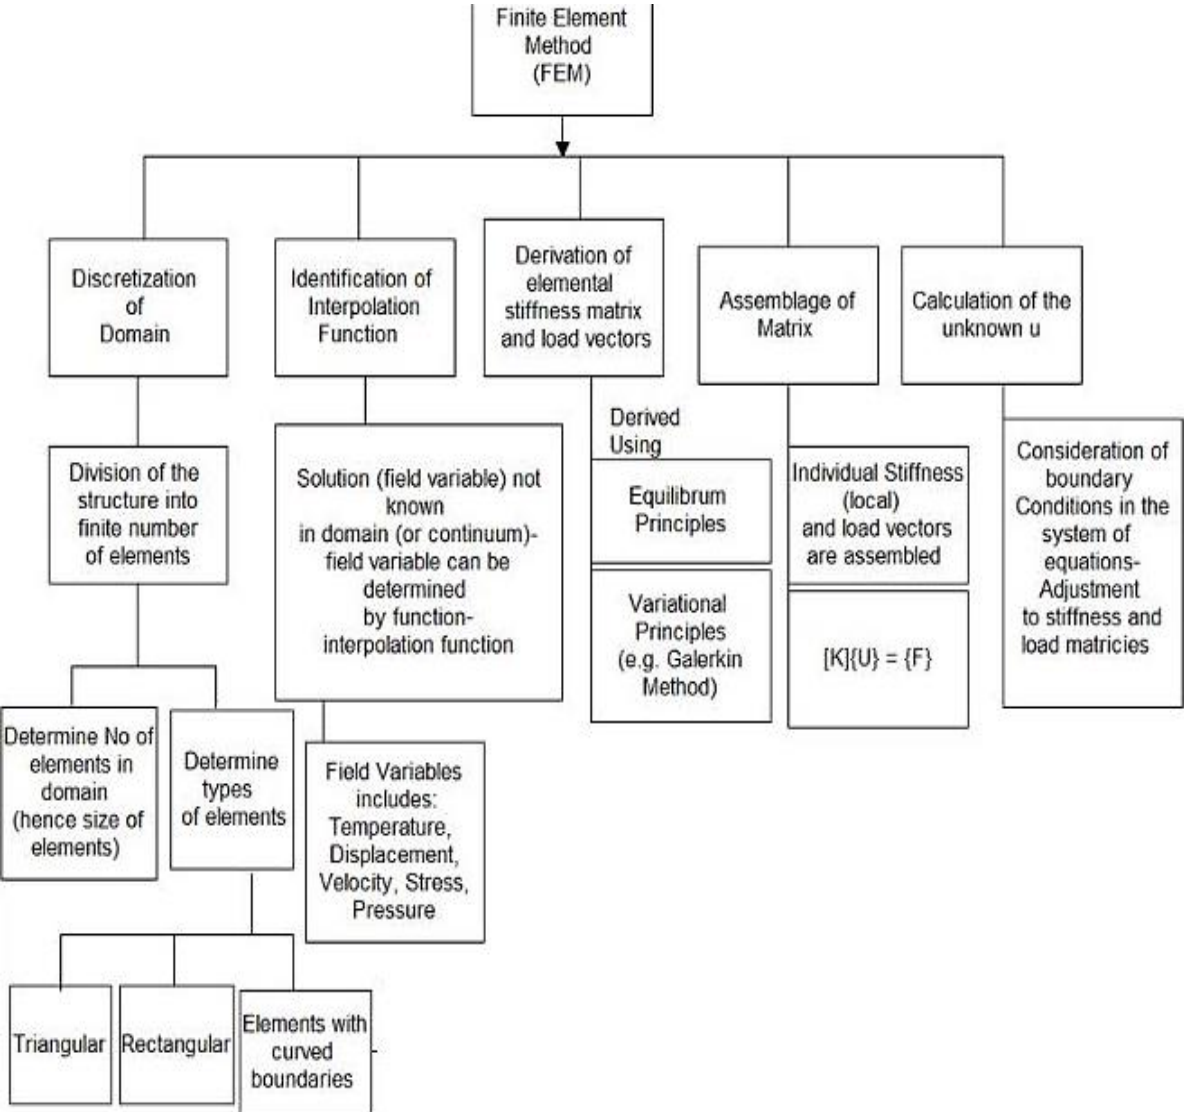 Finite Element
Method
(FEM)
Discretization
of
Domain
Identification of
Interpolation
Function
Derivation of
elemental
stiffness matrix
and load vectors
Assemblage of
Matrix
Calculation of the
unknown u
Division of the
structure into
finite number
of elements
Solution (field variable) not
known
in domain (or continuum)-
field variable can be
determined
by function-
interpolation function
Derived
Using
Equilibrum
Principles
Variational
Principles
(e.g. Galerkin
Method)
Individual Stiffness
(local)
and load vectors
are assembled
[K]{U} = {F}
Consideration of
boundary
Conditions in the
system of
equations-
Adjustment
to stiffness and
load matricies
Determine No of
elements in
domain
(hence size of
elements)
Determine
types
of elements
Field Variables
includes:
Temperature,
Displacement,
Velocity, Stress,
Pressure
Triangular
Rectangular
Elements with
curved
boundaries